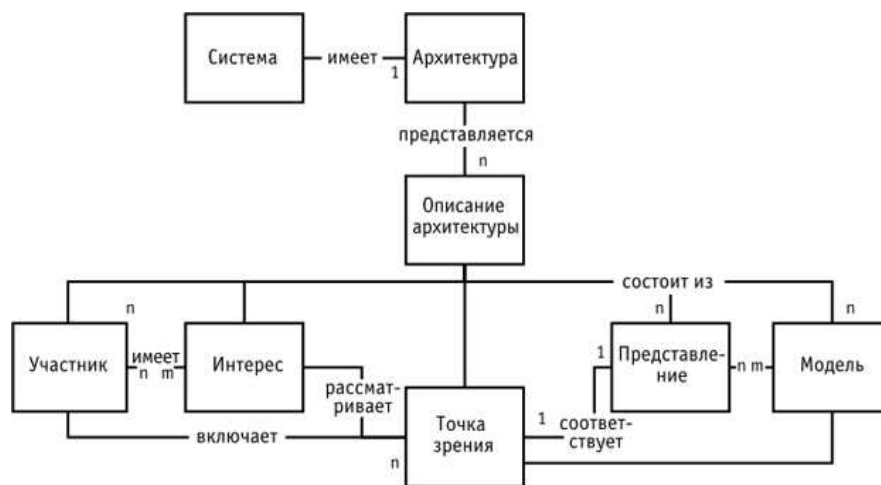 Система
имеет
1
Архитектура
представляется
n
Описание
архитектуры
состоит из
n
n
n
Участник
имеет
n m
Интерес
рассмат-
ривает
1
Представле-
ние
n m
Модель
включает
n
Точка
зрения
1
соответ-
ствует